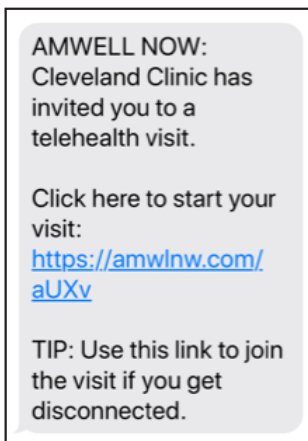 AMWELL NOW:
Cleveland Clinic has
invited you to a
telehealth visit.
Click here to start your
visit:
https://amwlnw.com/
aUXv
TIP: Use this link to join
the visit if you get
disconnected.